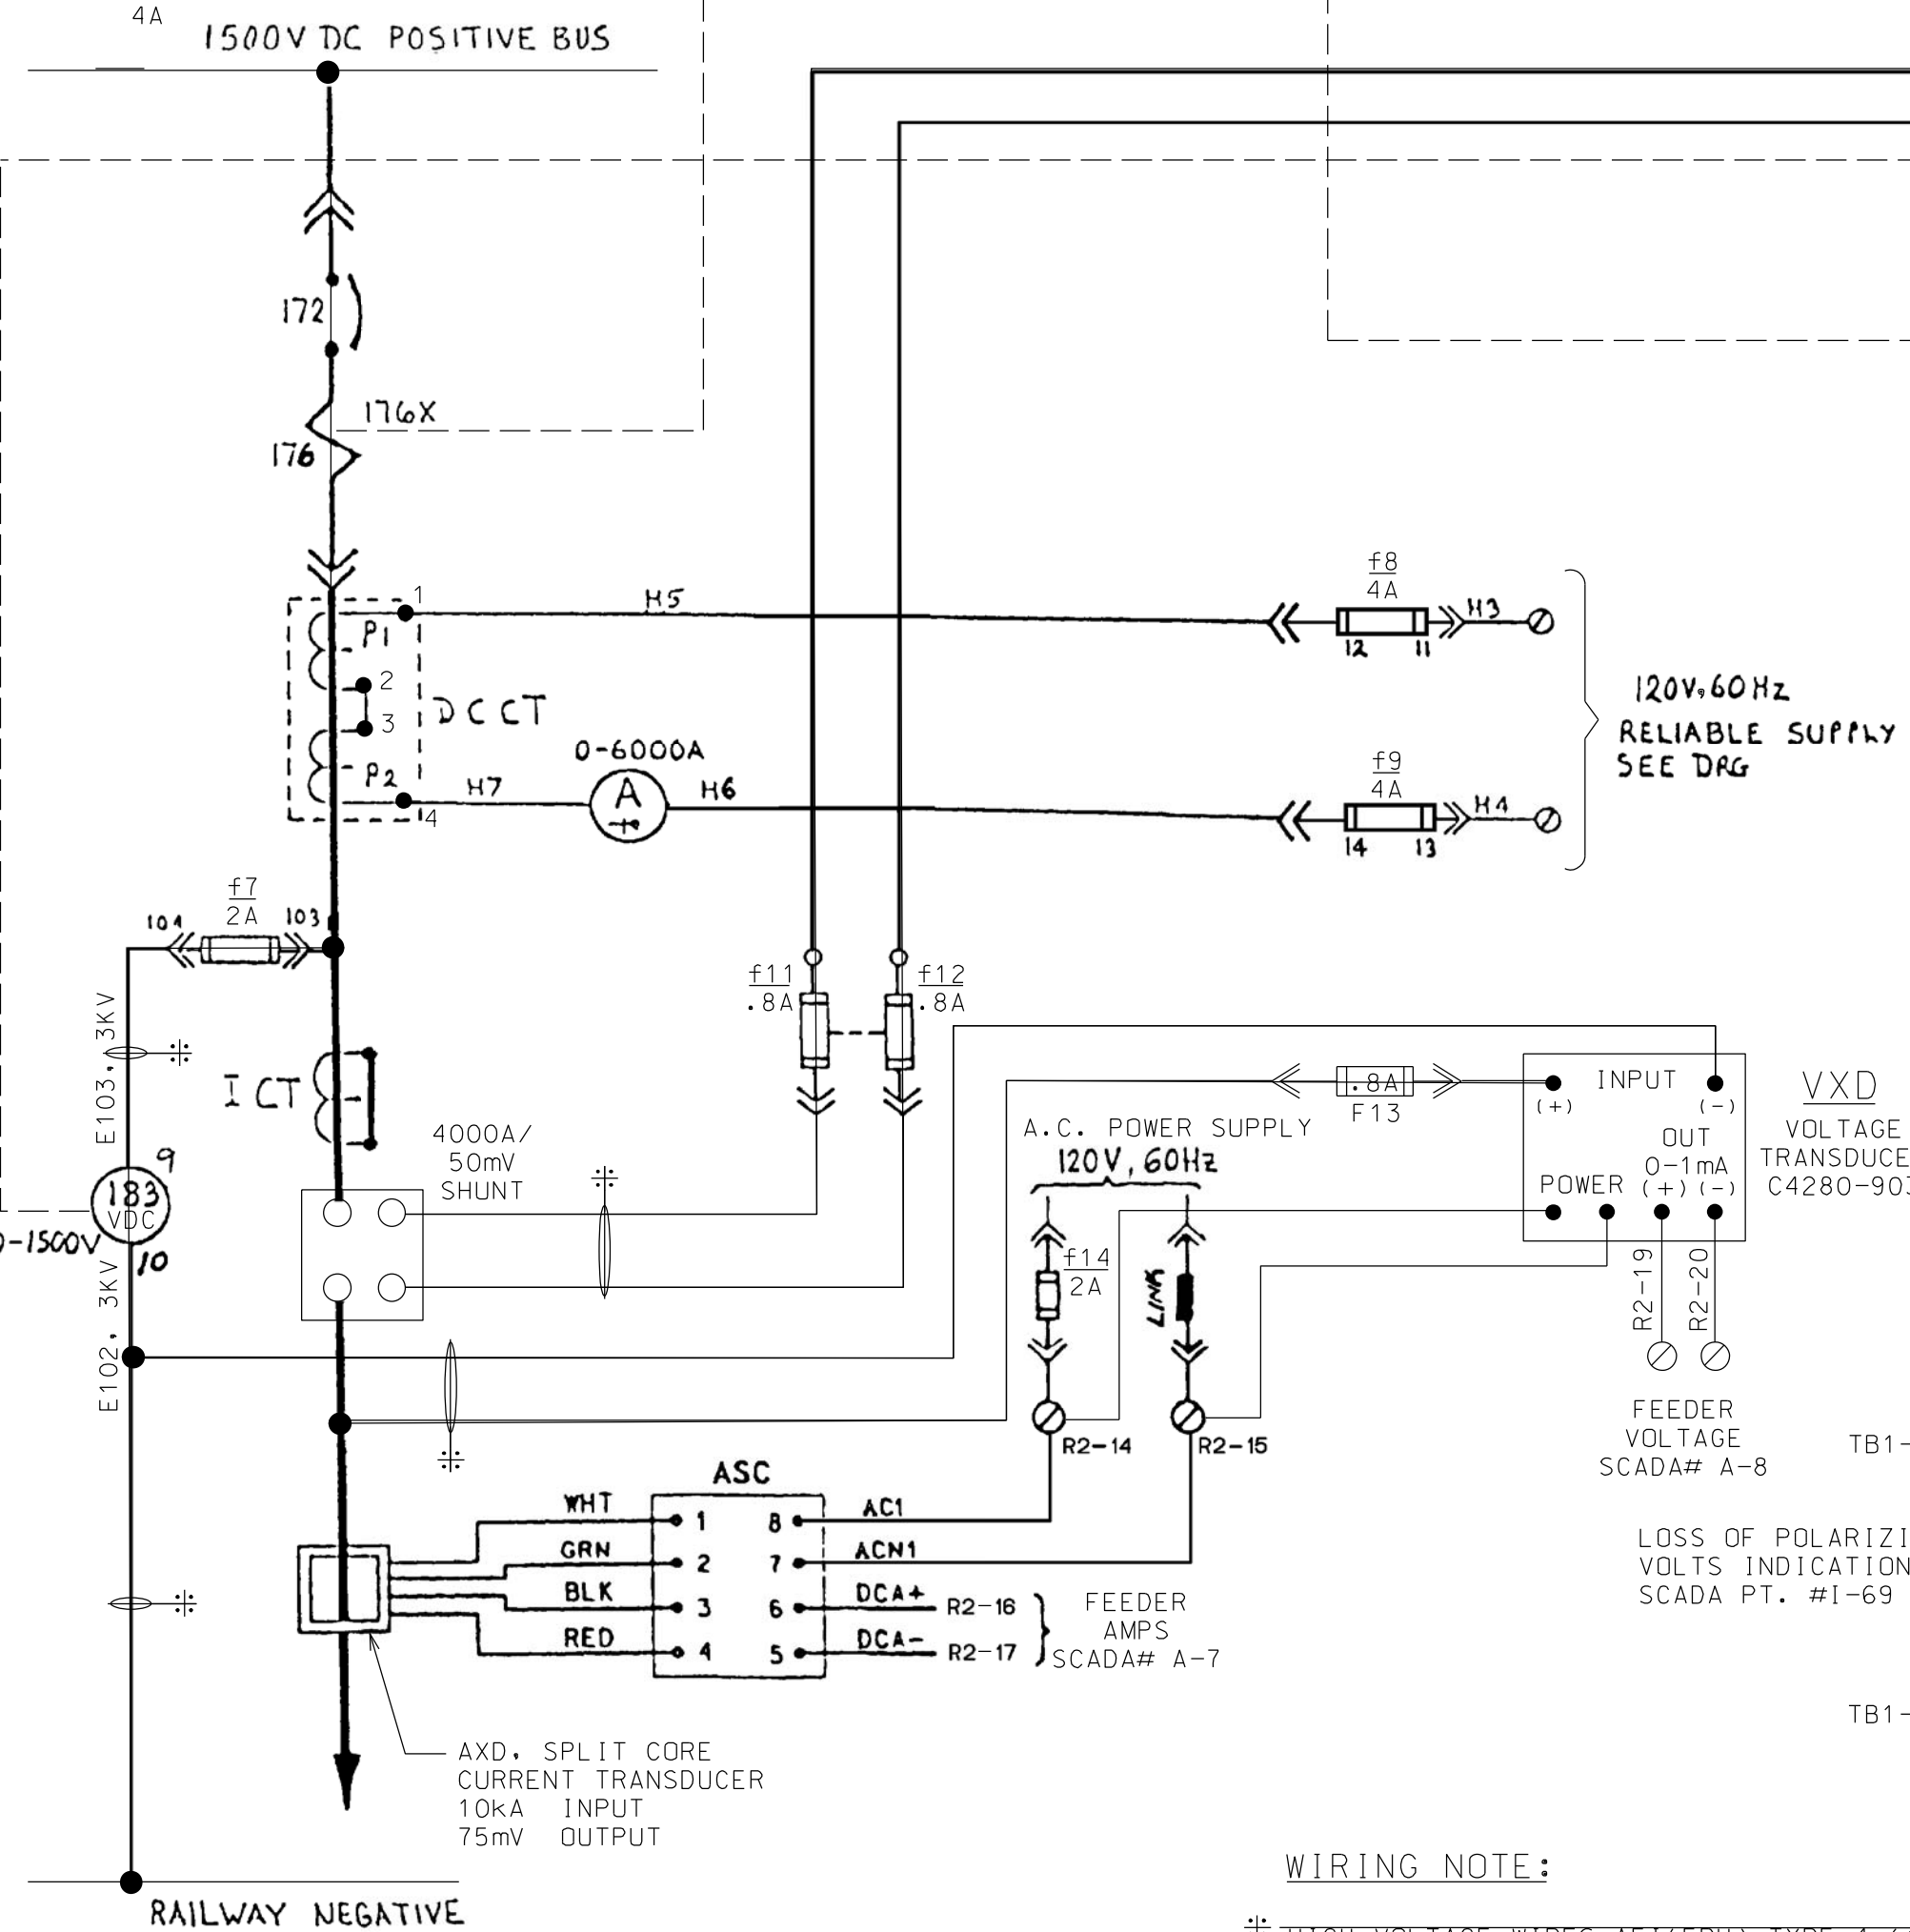 4A
1500V DC POSITIVE BUS
172
176X
176
1
P1
2
3
DCCT
P2
4
H5
H7
0-6000A
A
H6
f8
4A
12
11
H3
f9
4A
14
13
H4
120V,60Hz
RELIABLE SUPPLY
SEE DRG
f7
2A
104
103
E103,3KV
ICT
9
183
VDC
10
0-1500V
E102, 3KV
4000A/
50mV
SHUNT
f11
.8A
f12
.8A
.8A
F13
A.C. POWER SUPPLY
120V, 60HZ
f14
2A
LINK
R2-14
R2-15
INPUT
(+)
(-)
OUT
0-1mA
POWER (+) (-)
VXD
VOLTAGE
TRANSDUCE
C4280-903
R2-19
R2-20
FEEDER
VOLTAGE
SCADA# A-8
TB1-
LOSS OF POLARIZI
VOLTS INDICATION
SCADA PT. #I-69
TB1-
ASC
WHT
GRN
BLK
RED
1
2
3
4
8
7
6
5
AC1
ACN1
DCA+
R2-16
DCA-
R2-17
FEEDER
AMPS
SCADA# A-7
AXD, SPLIT CORE
CURRENT TRANSDUCER
10kA INPUT
75mV OUTPUT
RAILWAY NEGATIVE
WIRING NOTE: